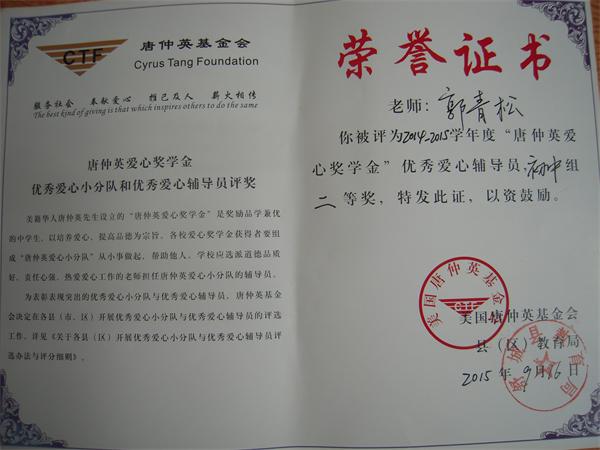 CTF
唐仲英基金会
Cyrus Tang Foundation
服务社会 奉献爱心 推己及人 薪火相传
The best kind of giving is that which inspires others to do the same
唐仲英爱心奖学金
优秀爱心小分队和优秀爱心辅导员评奖
美籍华人唐仲英先生设立的“唐仲英爱心奖学金”是奖励品学兼优
的中学生，以培养爱心、提高品德为宗旨。各校爱心奖学金获得者要组
成“唐仲英爱心小分队”从小事做起，帮助他人。学校应选派道德品质
好、责任心强、热爱爱心工作的老师担任唐仲英爱心小分队的辅导员。
为表彰表现突出的优秀爱心小分队与优秀爱心辅导员，唐仲英基金
会决定在各县（市、区）开展优秀爱心小分队与优秀爱心辅导员的评选
工作，详见《关于各县（区）开展优秀爱心小分队与优秀爱心辅导员评
选办法与评分细则》。
荣誉证书
老师：郭青松
你被评为2014-2015学年度“唐仲英爱
心奖学金”优秀爱心辅导员 初中组
二等奖，特发此证，以资鼓励。
美国唐仲英基金会
美国唐仲英基金会
县（区）教育局
2015年9月16日